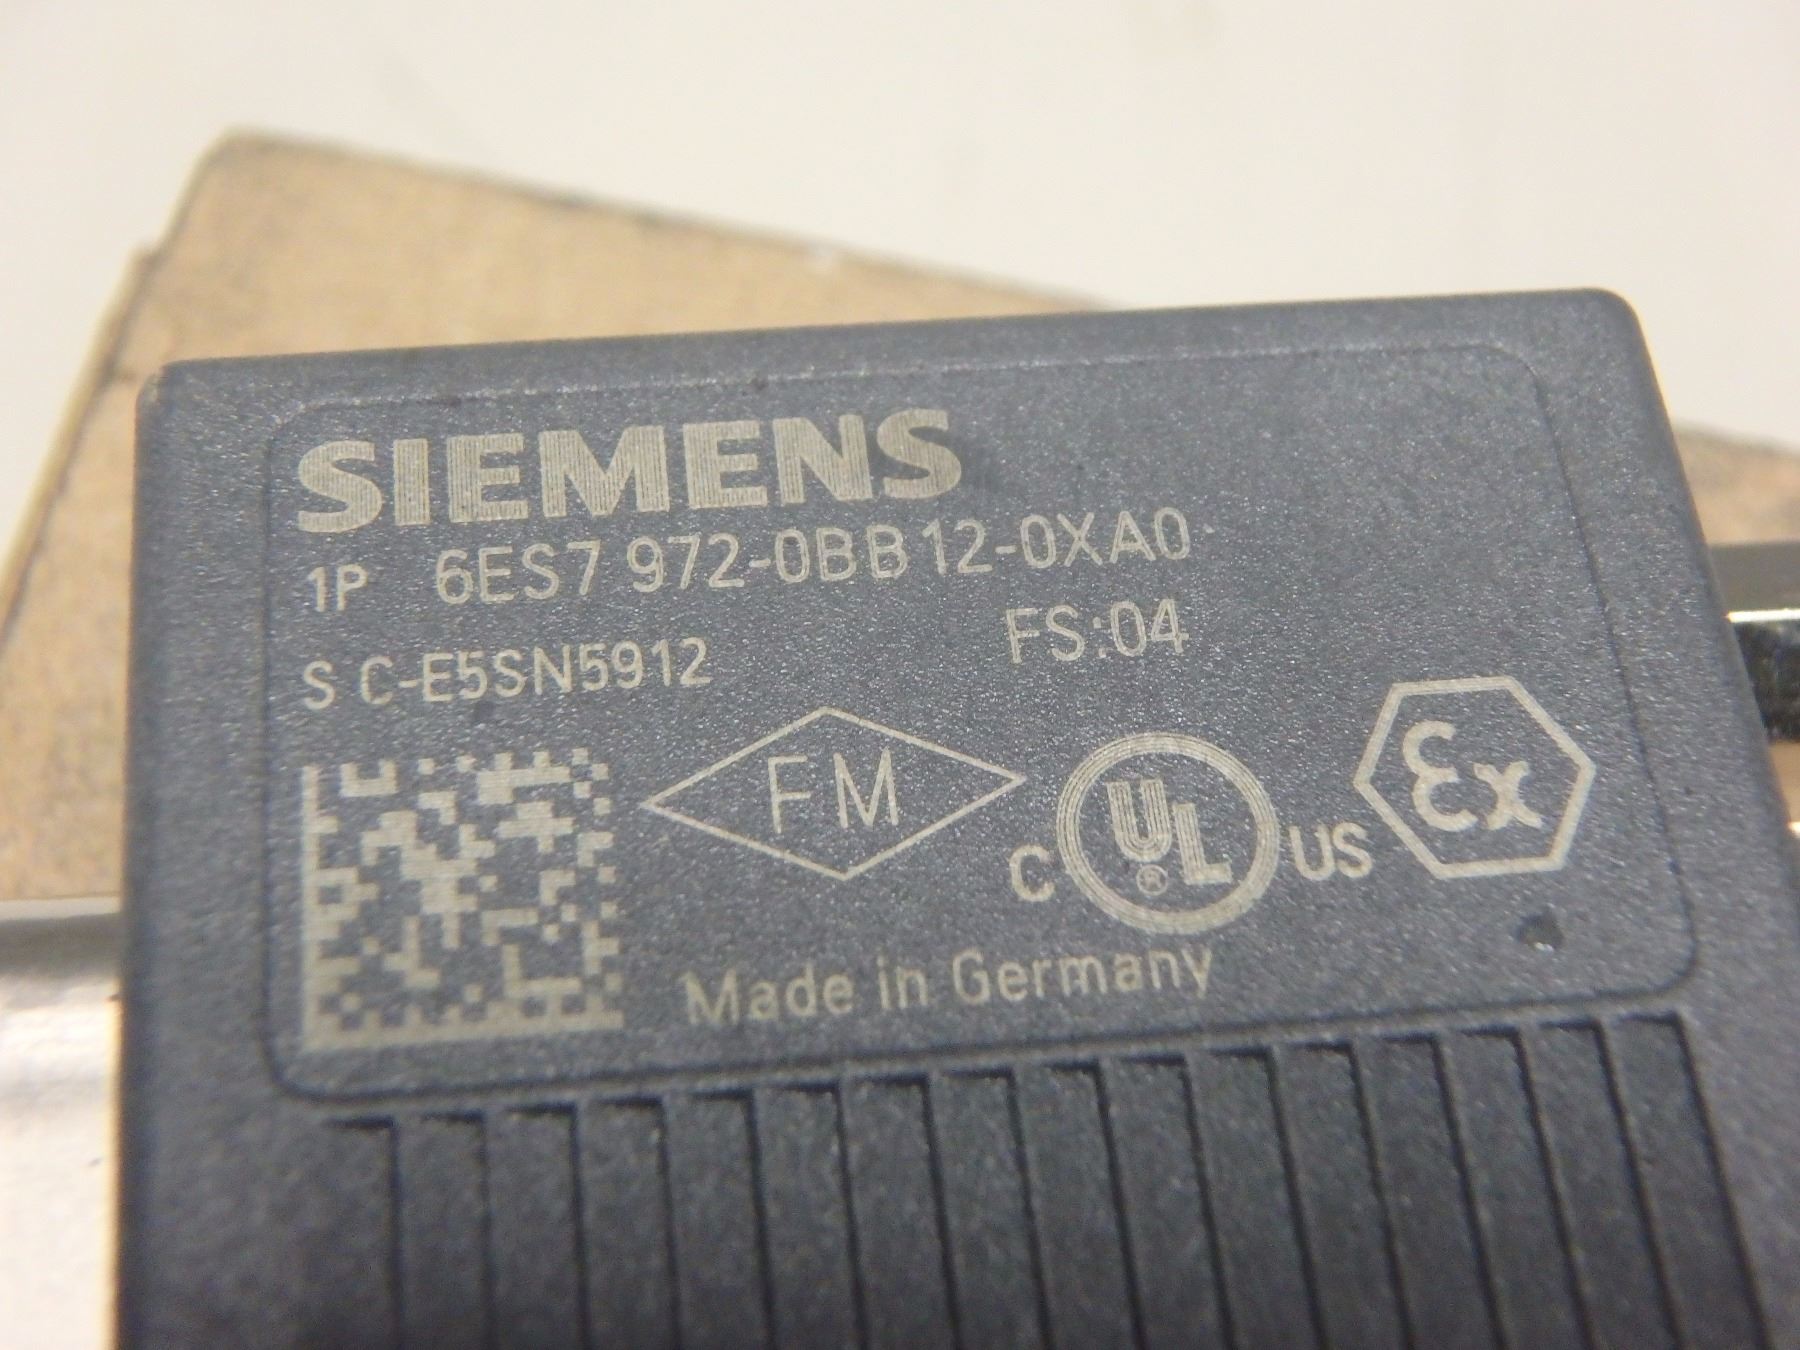 SIEMENS
1P 6ES7 972-0BB12-0XA0
S C-E5SN5912 FS:04
FM
C UL ® US
Ex
Made in Germany